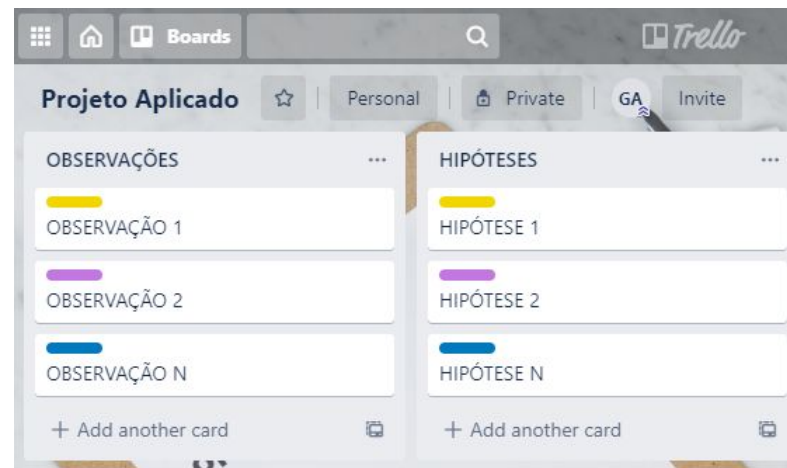 Boards
Trello
Projeto Aplicado
Personal
Private
GA
Invite
OBSERVAÇÕES
OBSERVAÇÃO 1
OBSERVAÇÃO 2
OBSERVAÇÃO N
+ Add another card
HIPÓTESES
HIPÓTESE 1
HIPÓTESE 2
HIPÓTESE N
+ Add another card